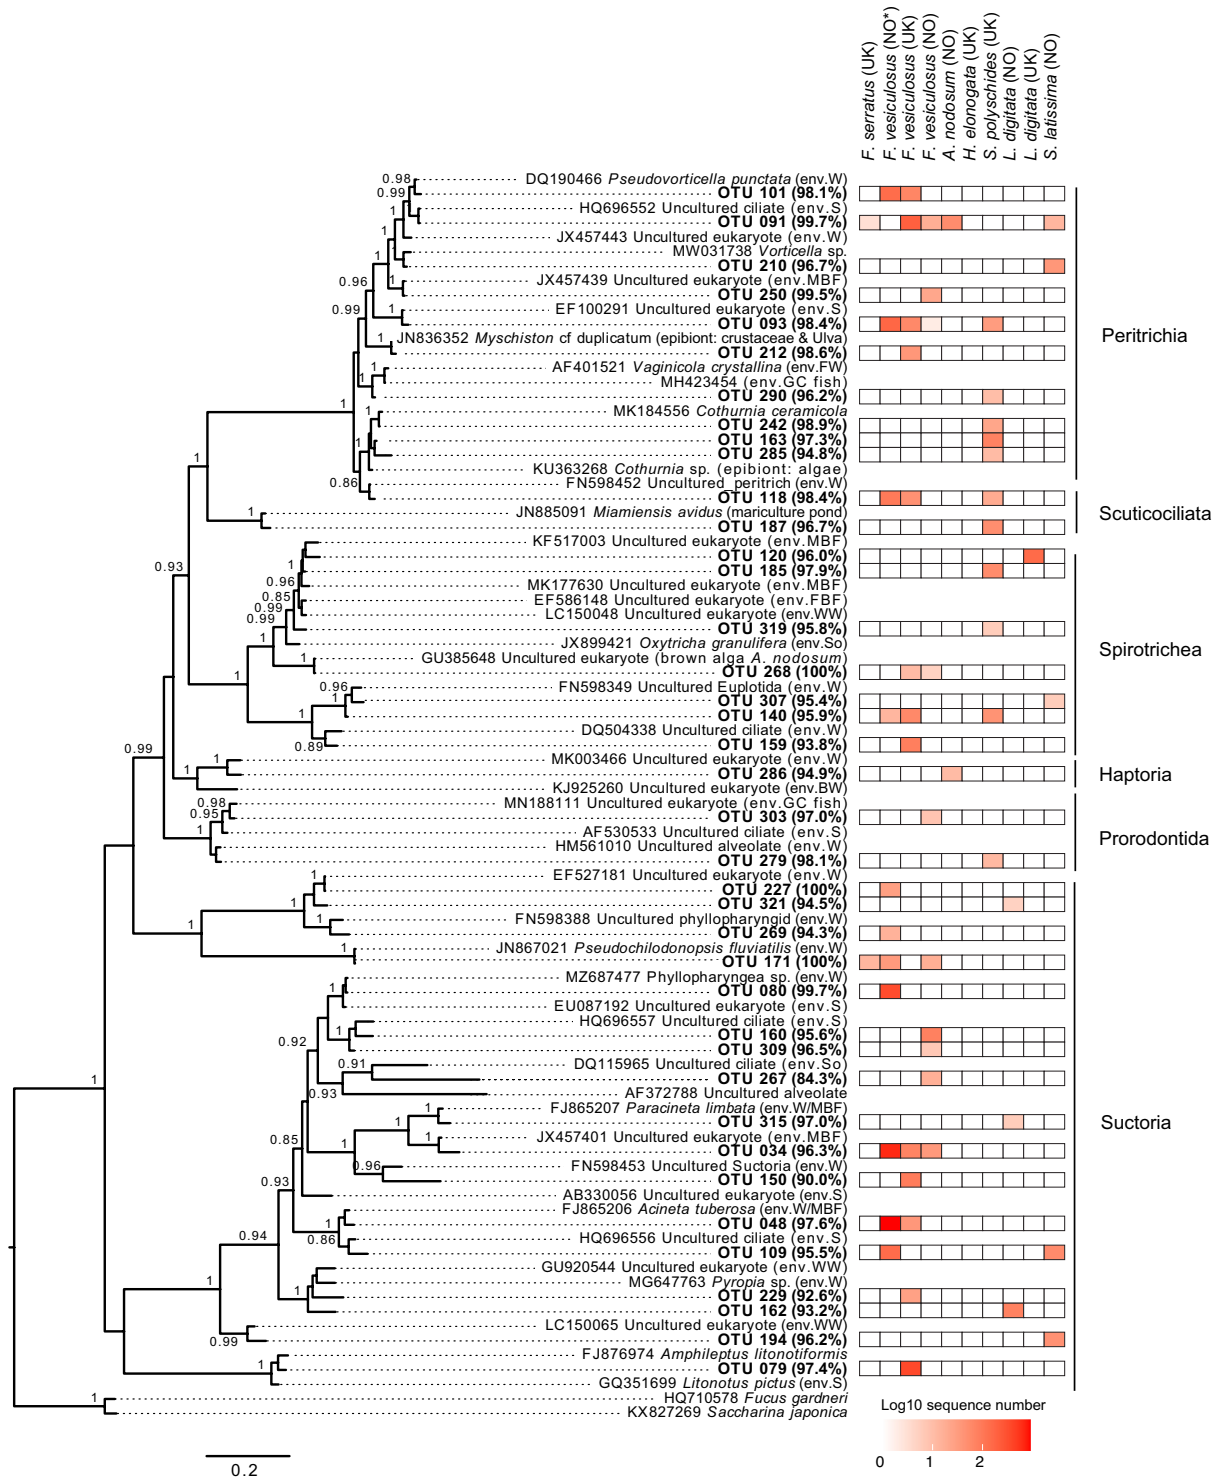 F. serratus (UK)
F. vesiculosus (NO*)
F. vesiculosus (UK)
F. vesiculosus (NO)
A. nodosum (NO)
H. elonogata (UK)
S. polyschides (UK)
L. digitata (NO)
L. digitata (UK)
S. latissima (NO)
0.98 DQ190466 Pseudovorticella punctata (env.W)
0.99 OTU 101 (98.1%)
1 HQ696552 Uncultured ciliate (env.S)
OTU 091 (99.7%)
1 JX457443 Uncultured eukaryote (env.W)
1 MW031738 Vorticella sp.
OTU 210 (96.7%)
0.96 1 JX457439 Uncultured eukaryote (env.MBF)
OTU 250 (99.5%)
0.99 1 EF100291 Uncultured eukaryote (env.S)
OTU 093 (98.4%)
Peritrichia
1 JN836352 Myschiston cf duplicatum (epibiont: crustaceae & Ulva)
OTU 212 (98.6%)
AF401521 Vaginicola crystallina (env.FW)
1 MH423454 (env.GC fish)
OTU 290 (96.2%)
1 1 MK184556 Cothurnia ceramicola
OTU 242 (98.9%)
OTU 163 (97.3%)
1 OTU 285 (94.8%)
1 KU363268 Cothurnia sp. (epibiont: algae)
0.86 FN598452 Uncultured_peritrich (env.W)
OTU 118 (98.4%)
1 JN885091 Miamiensis avidus (mariculture pond)
Scuticociliata
OTU 187 (96.7%)
KF517003 Uncultured eukaryote (env.MBF)
1 OTU 120 (96.0%)
0.93 OTU 185 (97.9%)
0.96 MK177630 Uncultured eukaryote (env.MBF)
0.85 EF586148 Uncultured eukaryote (env.FBF)
0.99 LC150048 Uncultured eukaryote (env.WW)
0.99 OTU 319 (95.8%)
1 JX899421 Oxytricha granulifera (env.So)
Spirotrichea
1 GU385648 Uncultured eukaryote (brown alga A. nodosum)
OTU 268 (100%)
1 0.96 FN598349 Uncultured Euplotida (env.W)
1 OTU 307 (95.4%)
1 OTU 140 (95.9%)
DQ504338 Uncultured ciliate (env.W)
0.89 OTU 159 (93.8%)
0.99 MK003466 Uncultured eukaryote (env.W)
1 OTU 286 (94.9%)
Haptoria
KJ925260 Uncultured eukaryote (env.BW)
0.98 MN188111 Uncultured eukaryote (env.GC fish)
0.95 OTU 303 (97.0%)
1 AF530533 Uncultured ciliate (env.S)
Prorodontida
HM561010 Uncultured alveolate (env.W)
OTU 279 (98.1%)
1 EF527181 Uncultured eukaryote (env.W)
OTU 227 (100%)
1 OTU 321 (94.5%)
1 FN598388 Uncultured phyllopharyngid (env.W)
1 OTU 269 (94.3%)
1 JN867021 Pseudochilodonopsis fluviatilis (env.W)
OTU 171 (100%)
MZ687477 Phyllopharyngea sp. (env.W)
1 OTU 080 (99.7%)
EU087192 Uncultured eukaryote (env.S)
1 HQ696557 Uncultured ciliate (env.S)
OTU 160 (95.6%)
0.92 OTU 309 (96.5%)
0.91 DQ115965 Uncultured ciliate (env.So)
OTU 267 (84.3%)
1 0.93 AF372788 Uncultured alveolate
1 FJ865207 Paracineta limbata (env.W/MBF)
1 OTU 315 (97.0%)
Suctoria
0.85 1 1 JX457401 Uncultured eukaryote (env.MBF)
OTU 034 (96.3%)
0.96 FN598453 Uncultured Suctoria (env.W)
0.93 OTU 150 (90.0%)
AB330056 Uncultured eukaryote (env.S)
FJ865206 Acineta tuberosa (env.W/MBF)
1 OTU 048 (97.6%)
0.94 0.86 HQ696556 Uncultured ciliate (env.S)
OTU 109 (95.5%)
GU920544 Uncultured eukaryote (env.WW)
1 1 MG647763 Pyropia sp. (env.W)
OTU 229 (92.6%)
OTU 162 (93.2%)
LC150065 Uncultured eukaryote (env.WW)
0.99 OTU 194 (96.2%)
FJ876974 Amphileptus litonotiformis
1 OTU 079 (97.4%)
GQ351699 Litonotus pictus (env.S)
1 HQ710578 Fucus gardneri
KX827269 Saccharina japonica
Log10 sequence number
0 1 2
0.2